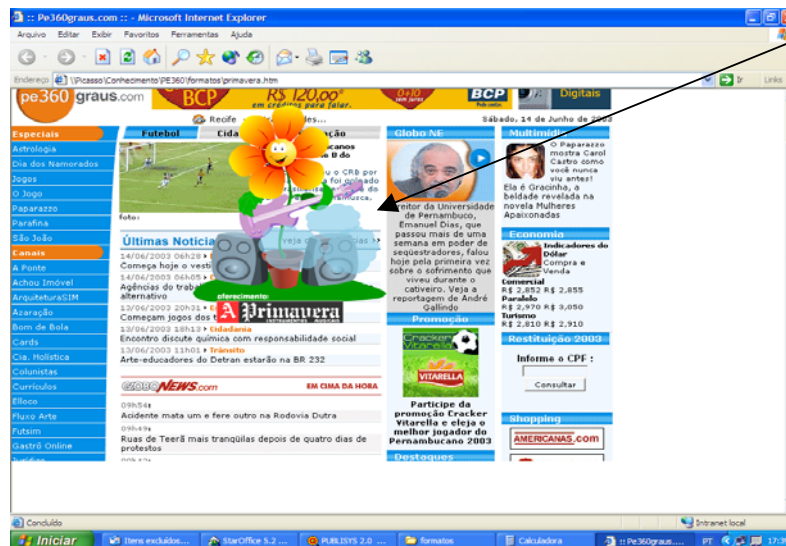 :: Pe360graus.com :: - Microsoft Internet Explorer
Arquivo Editar Exibir Favoritos Ferramentas Ajuda
Endereço \\Picasso\Conhecimento\PE360\formatos\primavera.htm Ir Links
pe360 graus.com
BCP
R$ 120,00*
em créditos para falar.
0+10
BCP
Digitais
Recife
Sábado, 14 de Junho de 2003
Especiais
Astrologia
Dia dos Namorados
Jogos
O Jogo
Paparazzo
Parafina
São João
Canais
A Ponte
Achou Imóvel
ArquiteturaSIM
Azaração
Bom de Bola
Cards
Cia. Holística
Colunistas
Currículos
Elloco
Fluxo Arte
Futsim
Gastrô Online
Futebol
foto:
Últimas Notícia
14/06/2003 06h28
Começa hoje o vesti
14/06/2003 06h05
Agências do trabal
alternativo
13/06/2003 20h31
Começam jogos dos
13/06/2003 18h13 Cidadania
Encontro discute química com responsabilidade social
13/06/2003 11h01 Trânsito
Arte-educadores do Detran estarão na BR 232
oferecimento:
A Primavera
INSTRUMENTOS MUSICAIS
GLOBO NEWS.com EM CIMA DA HORA
09h54:
Acidente mata um e fere outro na Rodovia Dutra
09h49:
Ruas de Teerã mais tranqüilas depois de quatro dias de
protestos
Globo NE
reitor da Universidade
de Pernambuco,
Emanuel Dias, que
passou mais de uma
semana em poder de
seqüestradores, falou
hoje pela primeira vez
sobre o sofrimento que
viveu durante o
cativeiro. Veja a
reportagem de André
Gallindo
Promoção
Cracker
Vitarella
VITARELLA
Participe da
promoção Cracker
Vitarella e eleja o
melhor jogador do
Pernambucano 2003
Destaques
Multimídia
O Paparazzo
mostra Carol
Castro como
você nunca
viu antes!
Ela é Gracinha, a
beldade revelada na
novela Mulheres
Apaixonadas
Economia
Indicadores do
Dólar
Compra e
Venda
Comercial
R$ 2,852 R$ 2,855
Paralelo
R$ 2,970 R$ 3,050
Turismo
R$ 2,810 R$ 2,910
Restituição 2003
Informe o CPF :
Consultar
Shopping
AMERICANAS.COM
Concluído
Intranet local
Iniciar
Itens excluídos...
StarOffice 5.2 ...
PUBLISYS 2.0 ...
formatos
Calculadora
:: Pe360graus....
PT